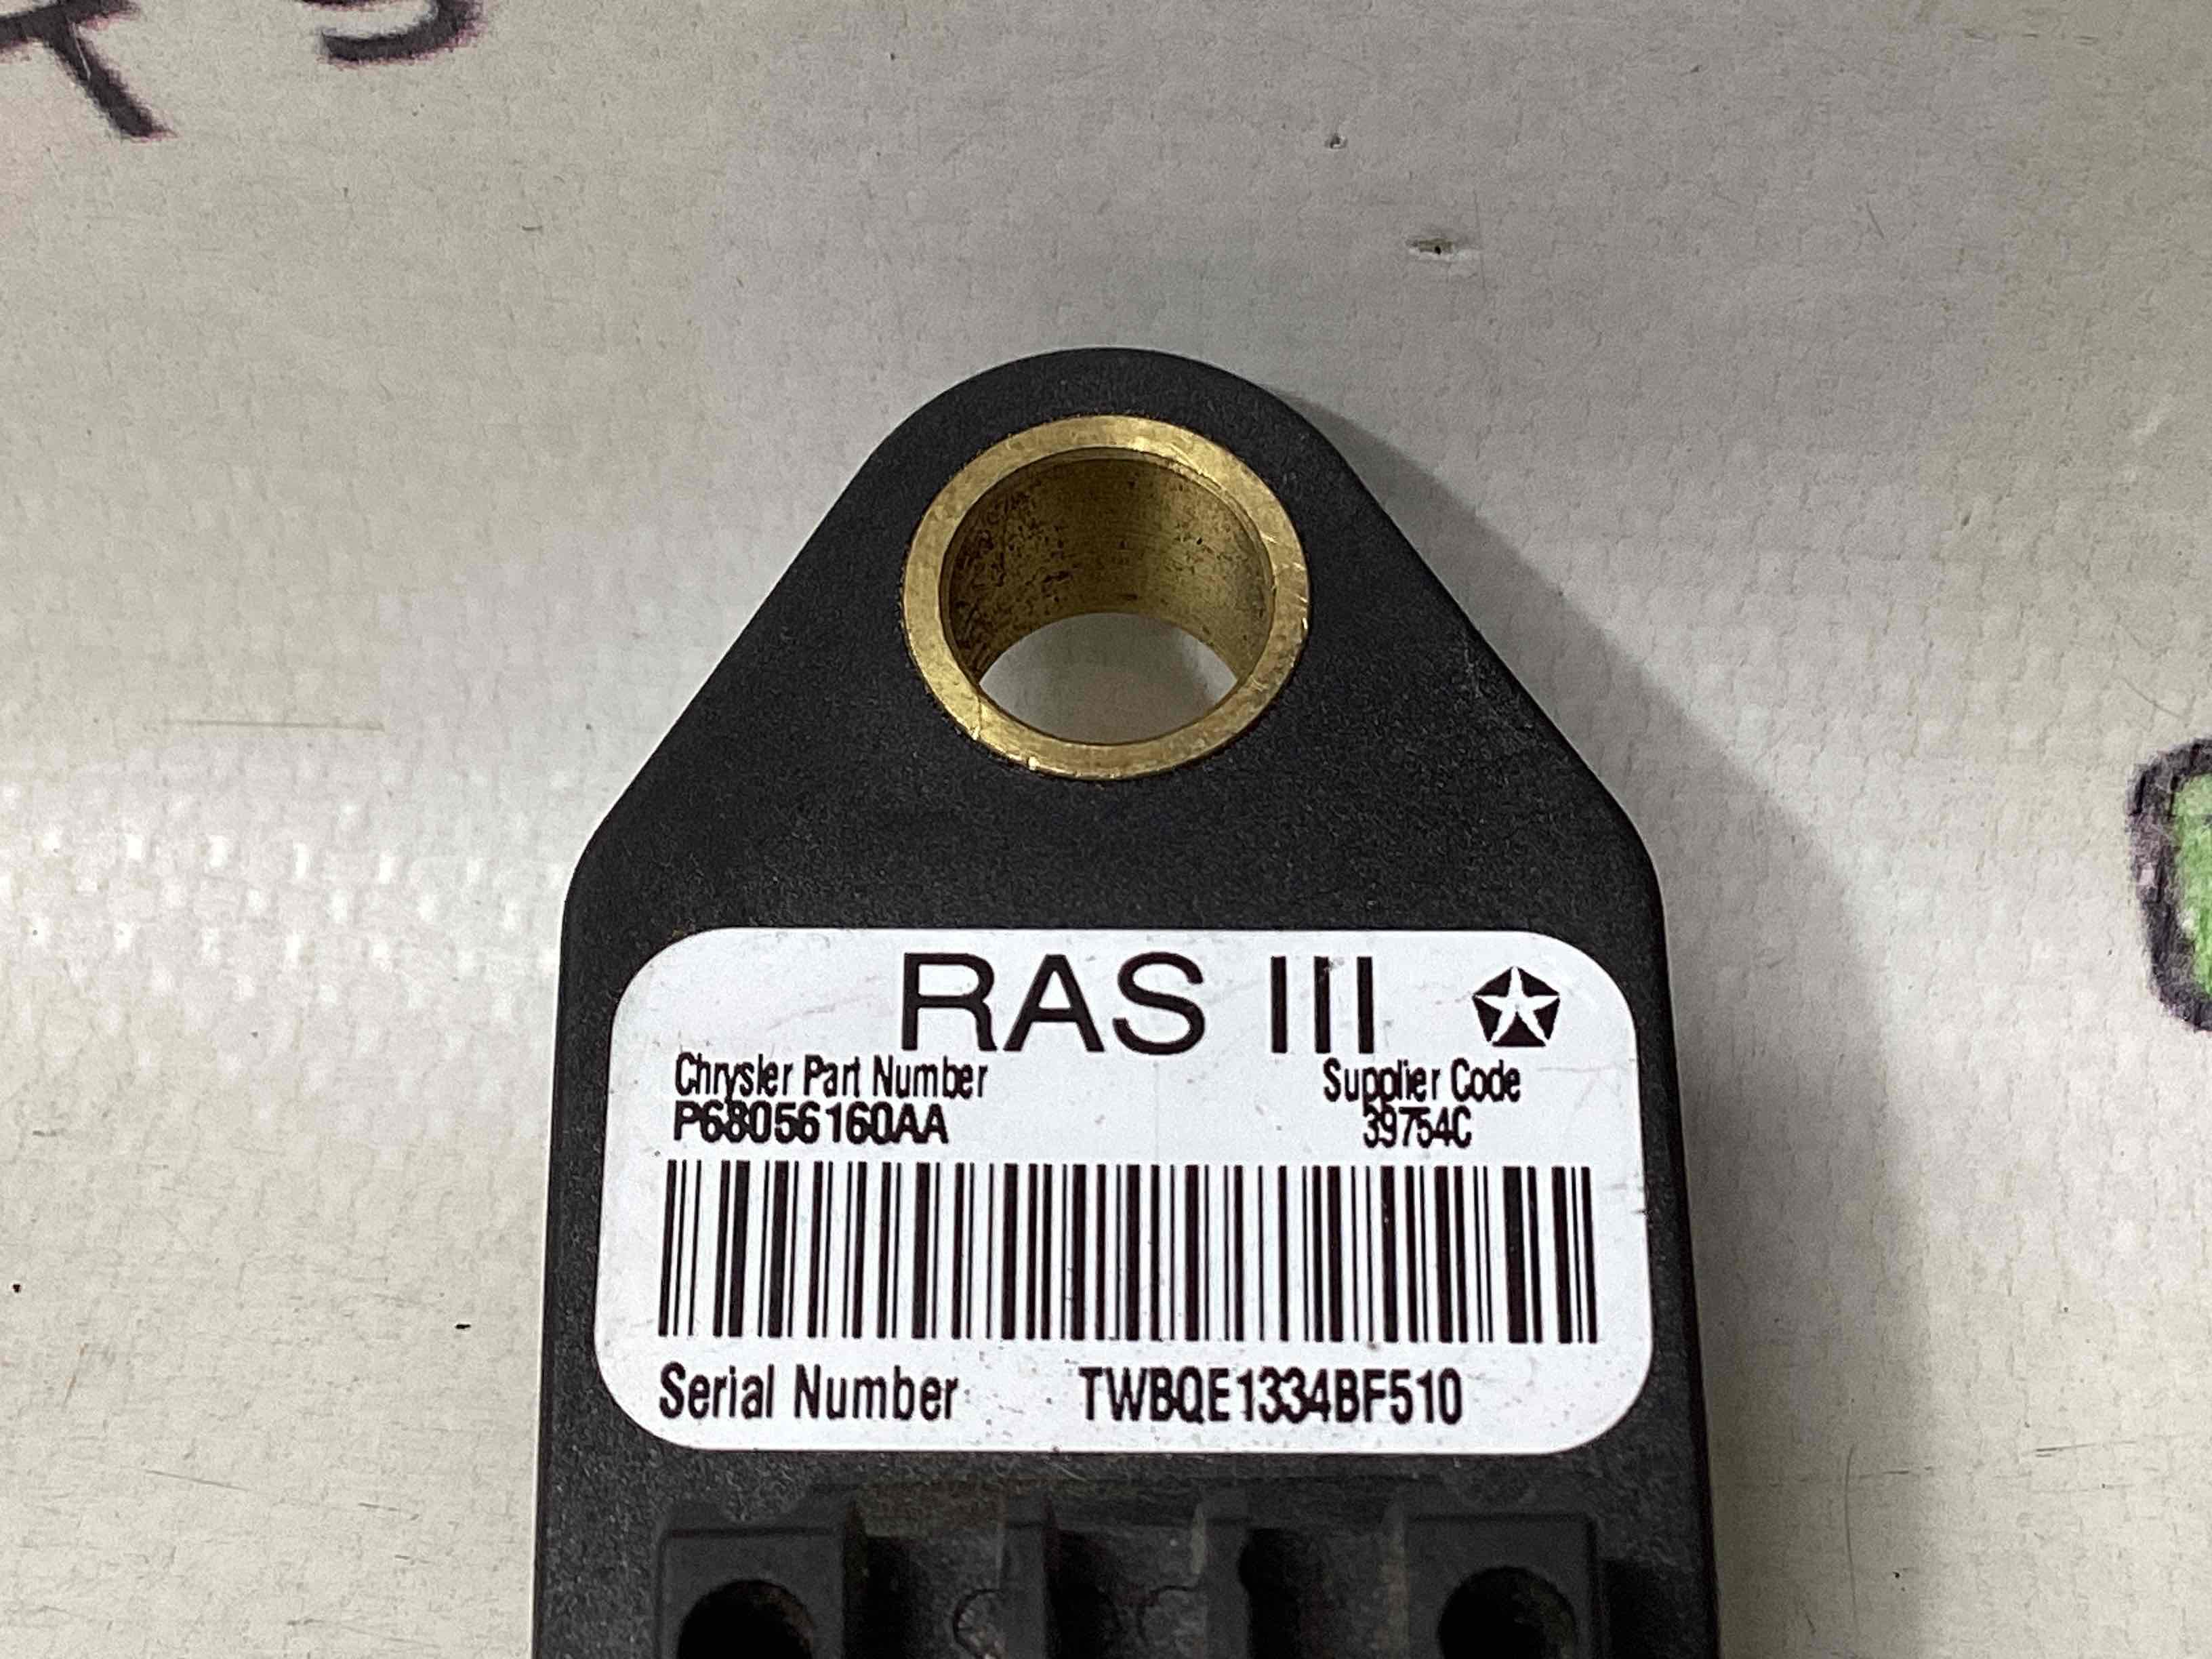 RAS III
Chrysler Part Number
P68056160AA
Supplier Code
39754C
Serial Number TWBQE1334BF510